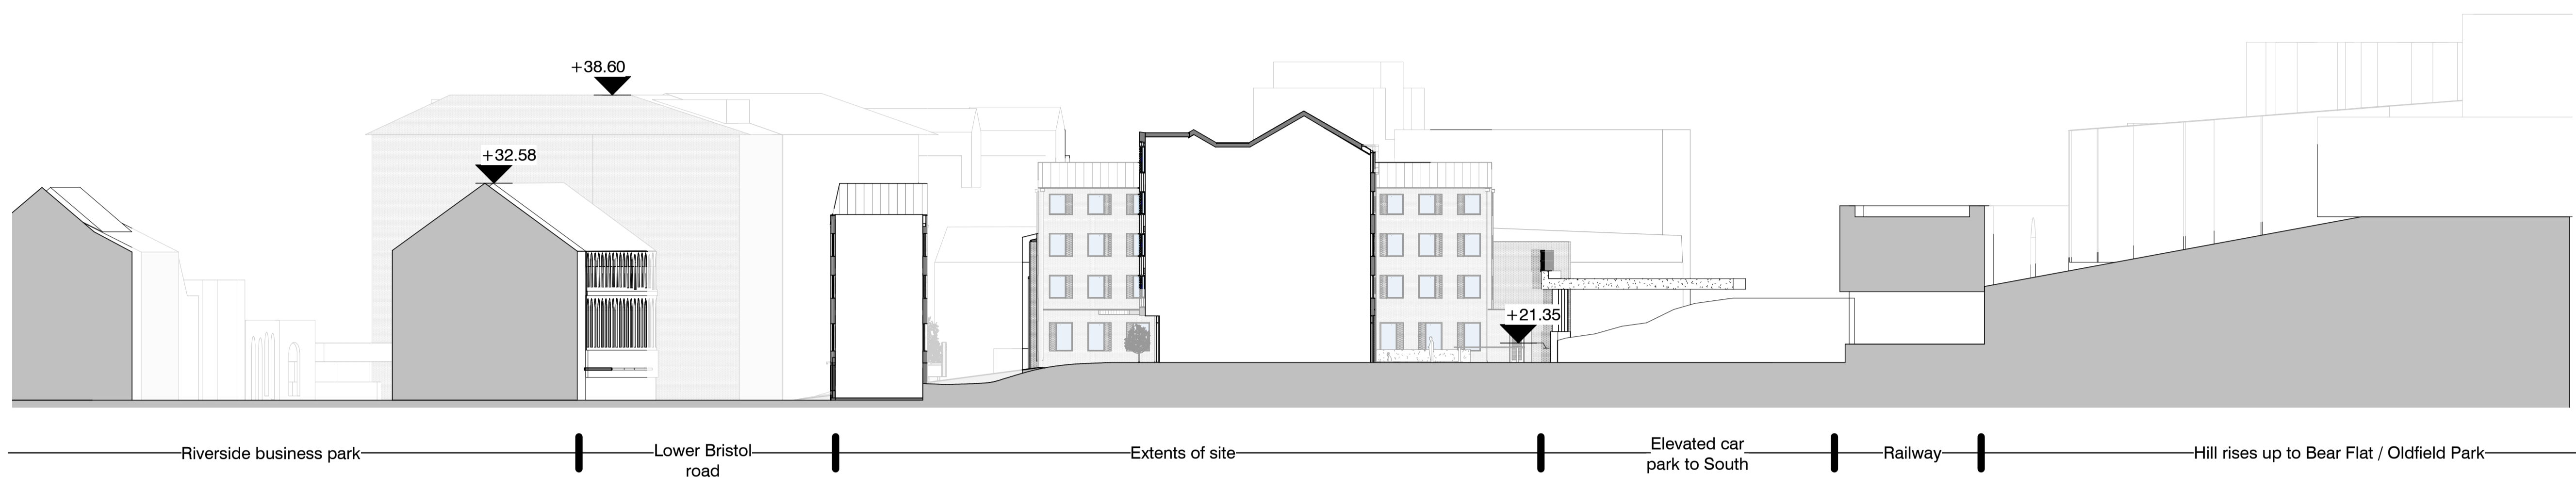 +38.60
+32.58
+21.35
Riverside business park
Lower Bristol
road
Extents of site
Elevated car
park to South
Railway
Hill rises up to Bear Flat / Oldfield Park